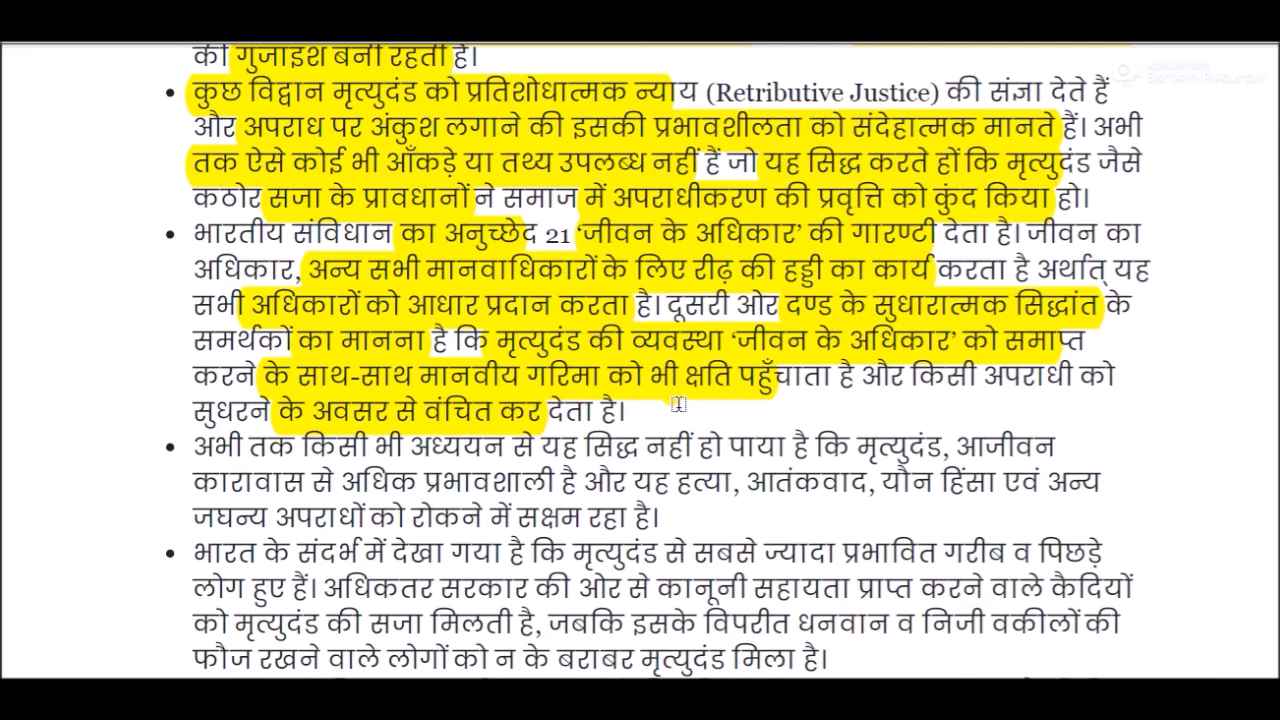 की गुंजाइश बनी रहती है।
• कुछ विद्वान मृत्युदंड को प्रतिशोधात्मक न्याय (Retributive Justice) की संज्ञा देते हैं
और अपराध पर अंकुश लगाने की इसकी प्रभावशीलता को संदेहात्मक मानते हैं। अभी
तक ऐसे कोई भी आँकड़े या तथ्य उपलब्ध नहीं हैं जो यह सिद्ध करते हों कि मृत्युदंड जैसे
कठोर सजा के प्रावधानों ने समाज में अपराधीकरण की प्रवृत्ति को कुंद किया हो।
• भारतीय संविधान का अनुच्छेद 21 ‘जीवन के अधिकार’ की गारण्टी देता है। जीवन का
अधिकार, अन्य सभी मानवाधिकारों के लिए रीढ़ की हड्डी का कार्य करता है अर्थात् यह
सभी अधिकारों को आधार प्रदान करता है। दूसरी ओर दण्ड के सुधारात्मक सिद्धांत के
समर्थकों का मानना है कि मृत्युदंड की व्यवस्था ‘जीवन के अधिकार’ को समाप्त
करने के साथ-साथ मानवीय गरिमा को भी क्षति पहुँचाता है और किसी अपराधी को
सुधरने के अवसर से वंचित कर देता है।
• अभी तक किसी भी अध्ययन से यह सिद्ध नहीं हो पाया है कि मृत्युदंड, आजीवन
कारावास से अधिक प्रभावशाली है और यह हत्या, आतंकवाद, यौन हिंसा एवं अन्य
जघन्य अपराधों को रोकने में सक्षम रहा है।
• भारत के संदर्भ में देखा गया है कि मृत्युदंड से सबसे ज्यादा प्रभावित गरीब व पिछड़े
लोग हुए हैं। अधिकतर सरकार की ओर से कानूनी सहायता प्राप्त करने वाले कैदियों
को मृत्युदंड की सजा मिलती है, जबकि इसके विपरीत धनवान व निजी वकीलों की
फौज रखने वाले लोगों को न के बराबर मृत्युदंड मिला है।